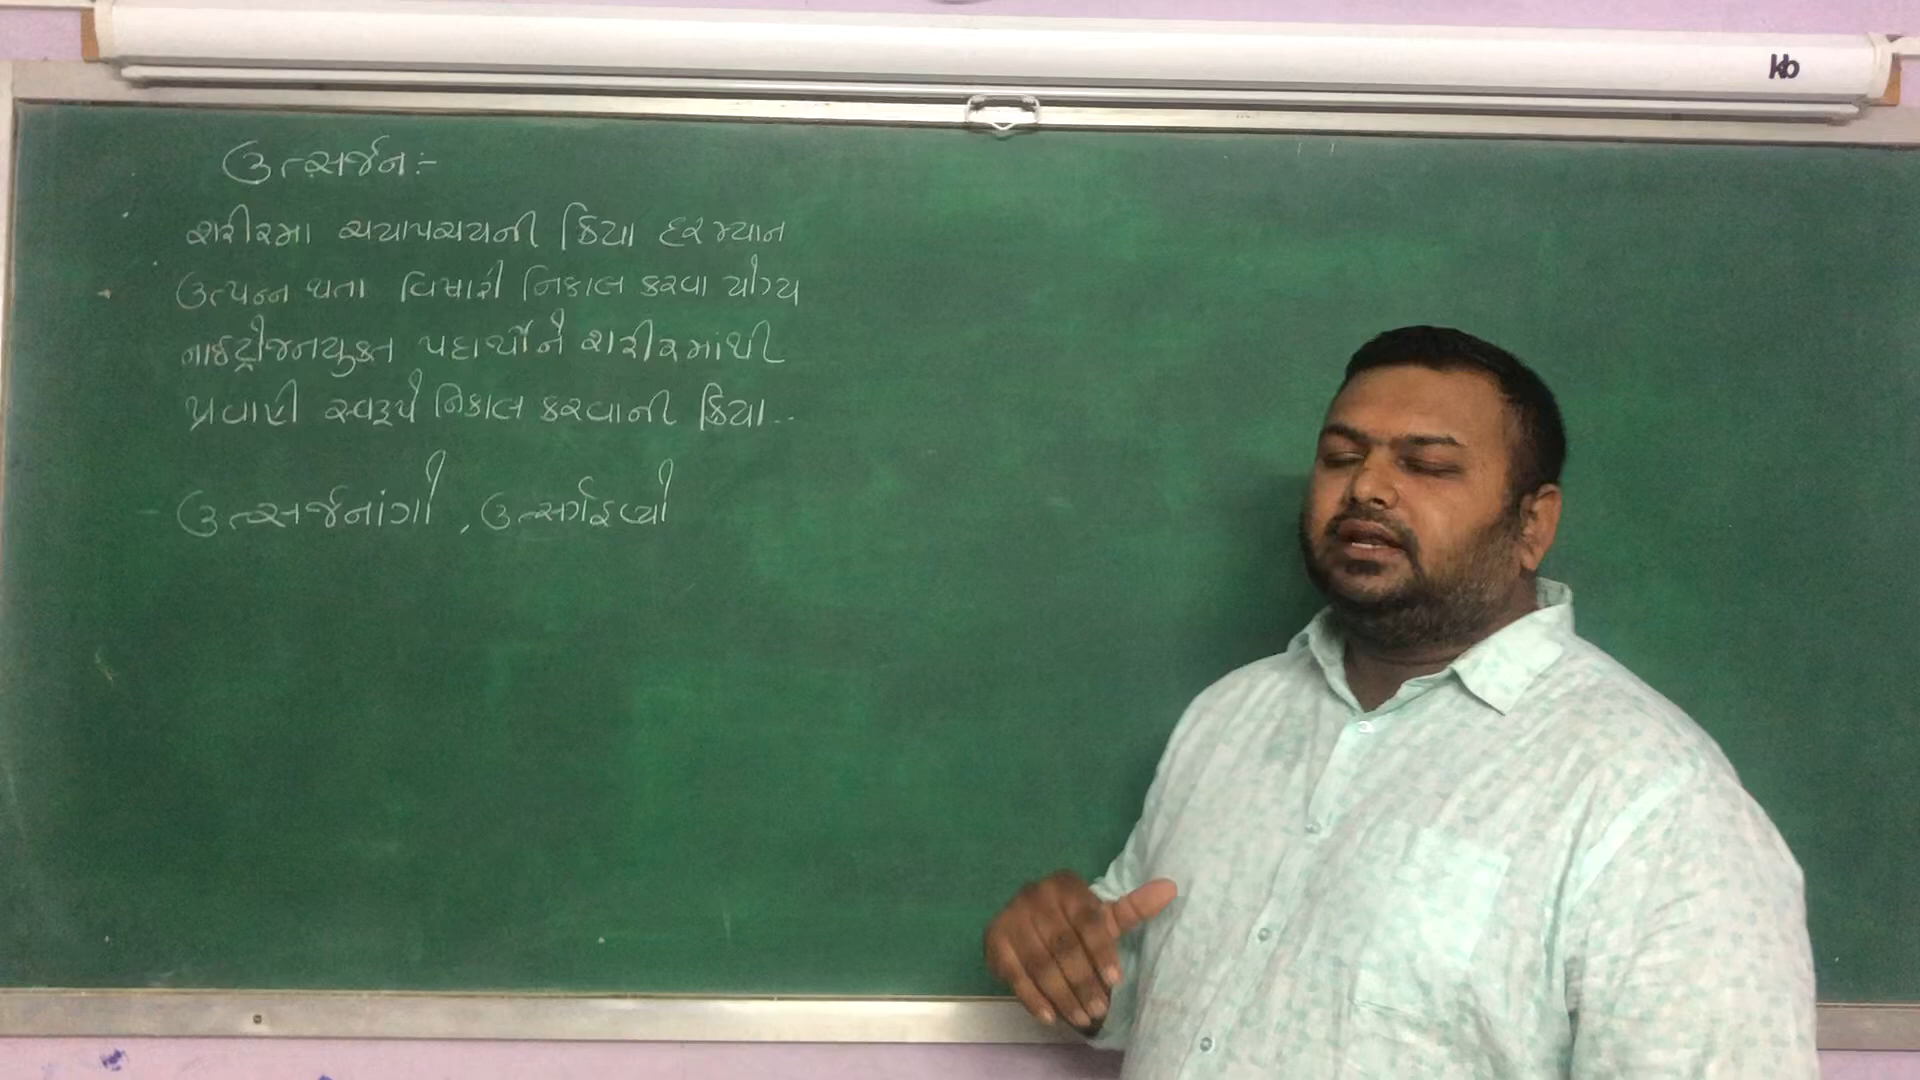 kb
ઉત્સર્જન :-
શરીરમા ચયાપચયની ક્રિયા દરમ્યાન
ઉત્પન્ન થતા વિષારી નિકાલ કરવા યોગ્ય
નાઈટ્રોજનયુક્ત પદાર્થોને શરીરમાંથી
પ્રવાહી સ્વરૂપે નિકાલ કરવાની ક્રિયા..
ઉત્સર્જનાંગો , ઉત્સર્ગદ્રવ્યો